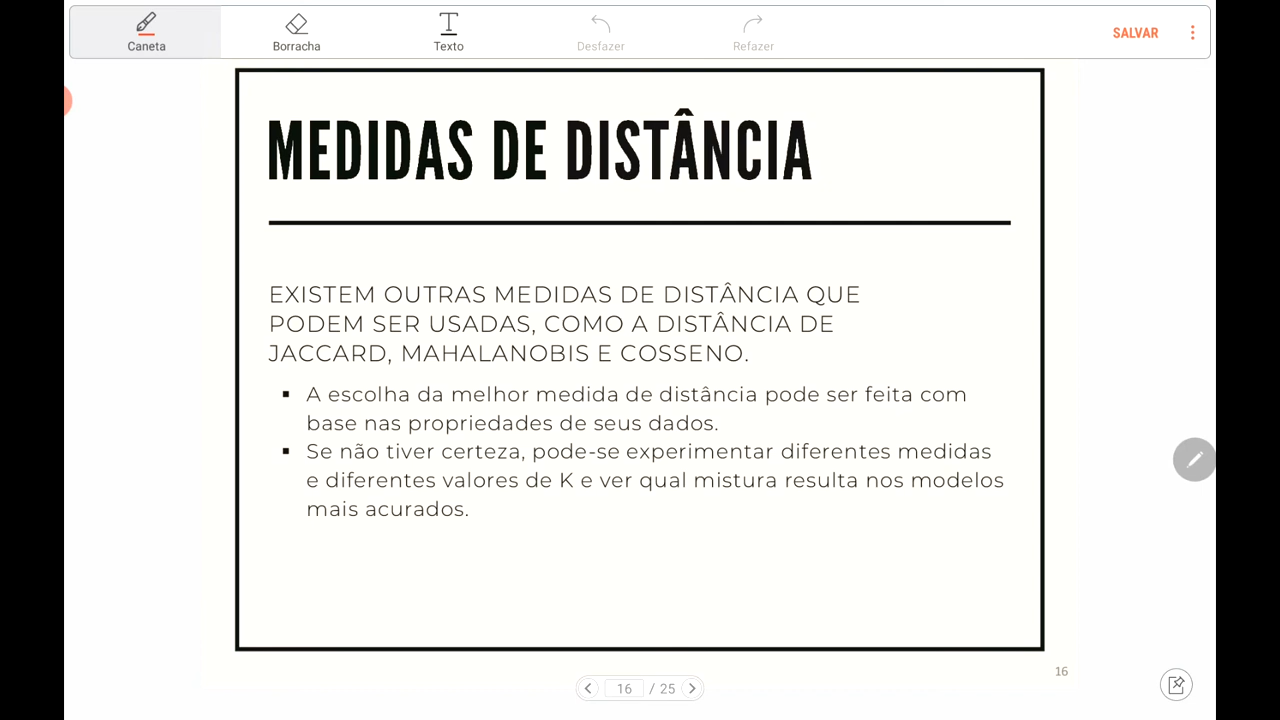 Caneta
Borracha
Texto
Desfazer
Refazer
SALVAR
MEDIDAS DE DISTÂNCIA
EXISTEM OUTRAS MEDIDAS DE DISTÂNCIA QUE
PODEM SER USADAS, COMO A DISTÂNCIA DE
JACCARD, MAHALANOBIS E COSSENO.
▪ A escolha da melhor medida de distância pode ser feita com
base nas propriedades de seus dados.
▪ Se não tiver certeza, pode-se experimentar diferentes medidas
e diferentes valores de K e ver qual mistura resulta nos modelos
mais acurados.
16
16 / 25